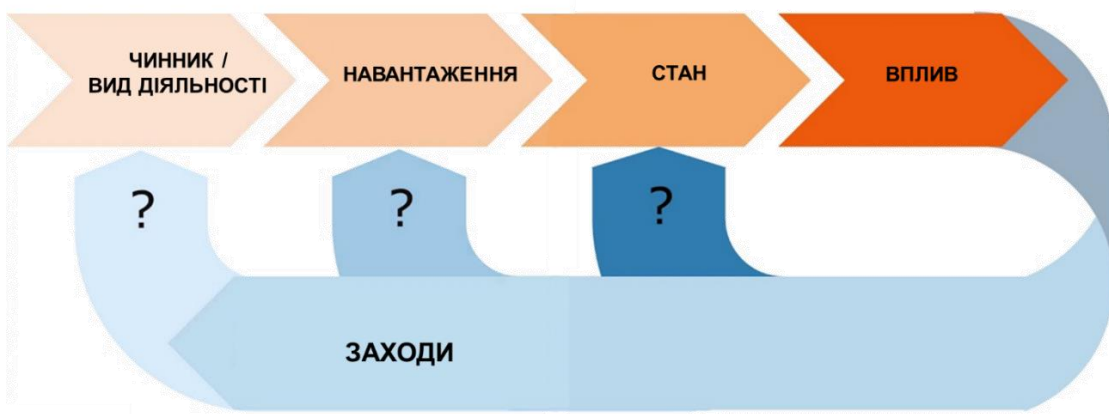 ЧИННИК /
ВИД ДІЯЛЬНОСТІ
НАВАНТАЖЕННЯ
СТАН
ВПЛИВ
?
?
?
ЗАХОДИ